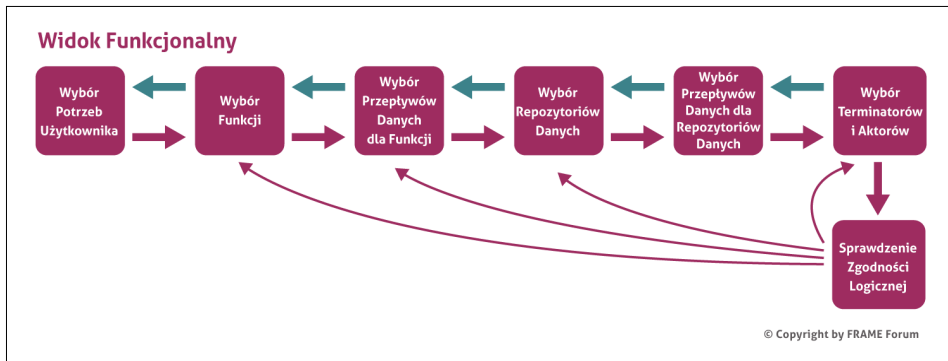 Widok Funkcjonalny
Wybór
Potrzeb
Użytkownika
Wybór
Funkcji
Wybór
Przepływów
Danych
dla Funkcji
Wybór
Repozytoriów
Danych
Wybór
Przepływów
Danych dla
Repozytoriów
Danych
Wybór
Terminatorów
i Aktorów
Sprawdzenie
Zgodności
Logicznej
© Copyright by FRAME Forum